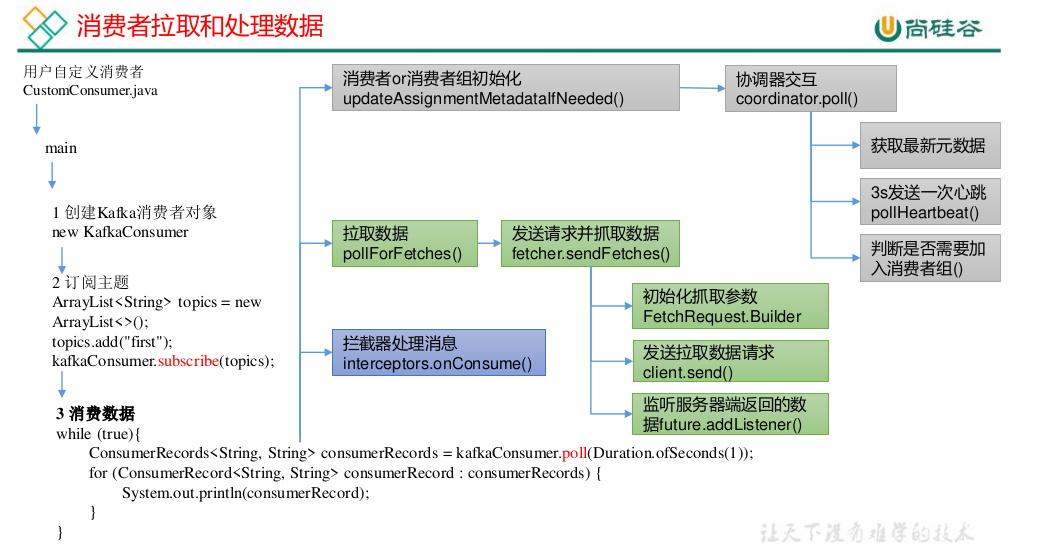 消费者拉取和处理数据
尚硅谷
用户自定义消费者
CustomConsumer.java
main
1 创建Kafka消费者对象
new KafkaConsumer
2 订阅主题
ArrayList<String> topics = new
ArrayList<>();
topics.add("first");
kafkaConsumer.subscribe(topics);
3 消费数据
while (true){
ConsumerRecords<String, String> consumerRecords = kafkaConsumer.poll(Duration.ofSeconds(1));
for (ConsumerRecord<String, String> consumerRecord : consumerRecords) {
System.out.println(consumerRecord);
}
}
消费者or消费者组初始化
updateAssignmentMetadataIfNeeded()
协调器交互
coordinator.poll()
获取最新元数据
3s发送一次心跳
pollHeartbeat()
判断是否需要加
入消费者组()
拉取数据
pollForFetches()
发送请求并抓取数据
fetcher.sendFetches()
初始化抓取参数
FetchRequest.Builder
发送拉取数据请求
client.send()
监听服务器端返回的数
据future.addListener()
拦截器处理消息
interceptors.onConsume()
让天下没有难学的技术